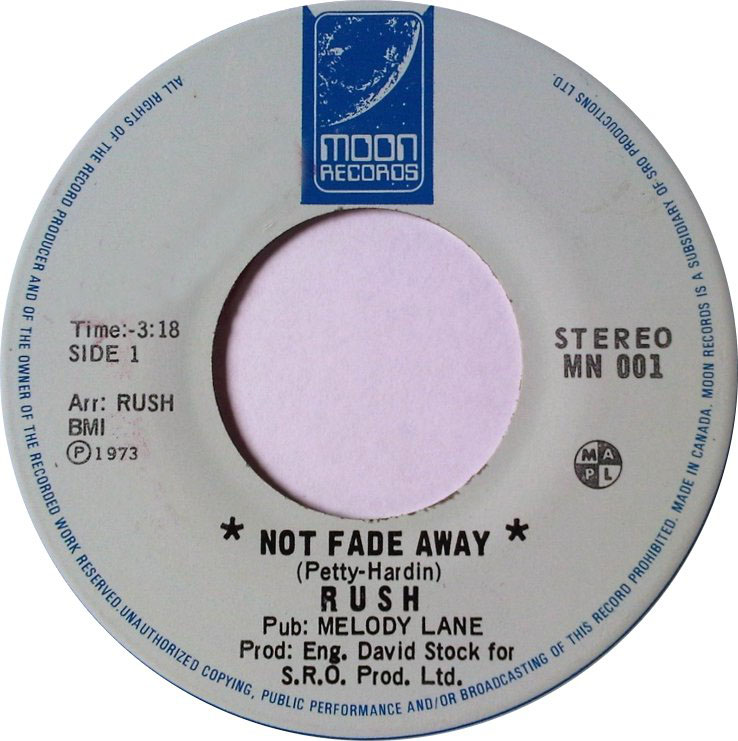 MOON
RECORDS
Time:-3:18
SIDE 1
Arr: RUSH
BMI
Ⓟ1973
STEREO
MN 001
M A
P L
* NOT FADE AWAY *
(Petty-Hardin)
RUSH
Pub: MELODY LANE
Prod: Eng. David Stock for
S.R.O. Prod. Ltd.
ALL RIGHTS OF THE RECORD PRODUCER AND OF THE OWNER OF THE RECORDED WORK RESERVED. UNAUTHORIZED COPYING, PUBLIC PERFORMANCE AND/OR BROADCASTING OF THIS RECORD PROHIBITED. MADE IN CANADA. MOON RECORDS IS A SUBSIDIARY OF SRO PRODUCTIONS LTD.